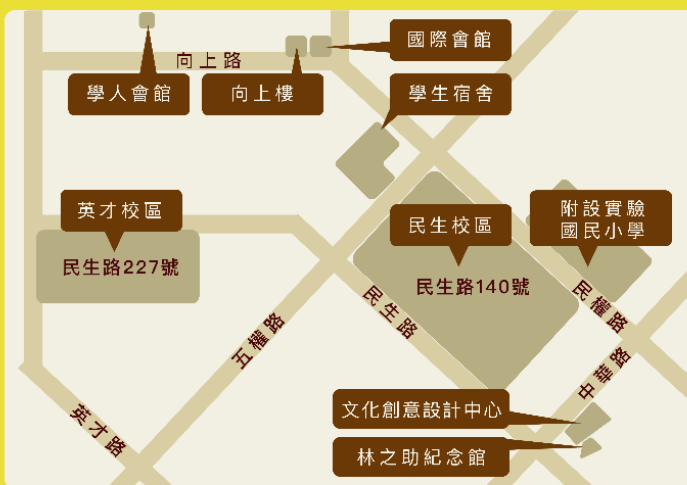 國際會館
向上路
學人會館
向上樓
學生宿舍
英才校區
民生路227號
民生校區
民生路140號
附設實驗
國民小學
五權路
民生路
民權路
中華路
英才路
文化創意設計中心
林之助紀念館